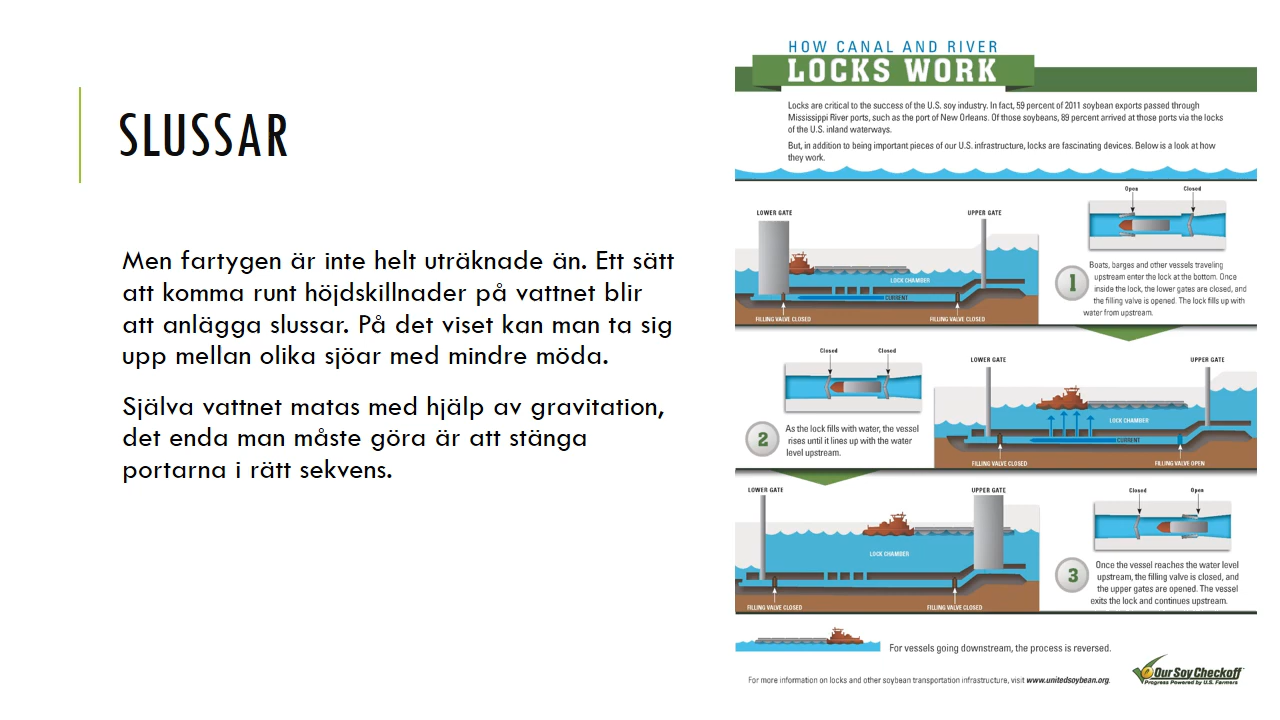 SLUSSAR
Men fartygen är inte helt uträknade än. Ett sätt
att komma runt höjdskillnader på vattnet blir
att anlägga slussar. På det viset kan man ta sig
upp mellan olika sjöar med mindre möda.
Själva vattnet matas med hjälp av gravitation,
det enda man måste göra är att stänga
portarna i rätt sekvens.
HOW CANAL AND RIVER
LOCKS WORK
Locks are critical to the success of the U.S. soy industry. In fact, 59 percent of 2011 soybean exports passed through
Mississippi River ports, such as the port of New Orleans. Of those soybeans, 89 percent arrived at those ports via the locks
of the U.S. inland waterways.
But, in addition to being important pieces of our U.S. infrastructure, locks are fascinating devices. Below is a look at how
they work.
LOWER GATE
UPPER GATE
LOCK CHAMBER
CURRENT
FILLING VALVE CLOSED
FILLING VALVE CLOSED
Open
Closed
1
Boats, barges and other vessels traveling
upstream enter the lock at the bottom. Once
inside the lock, the lower gates are closed, and
the filling valve is opened. The lock fills up with
water from upstream.
Closed
Closed
2
As the lock fills with water, the vessel
rises until it lines up with the water
level upstream.
LOWER GATE
UPPER GATE
LOCK CHAMBER
CURRENT
FILLING VALVE CLOSED
FILLING VALVE OPEN
LOWER GATE
UPPER GATE
LOCK CHAMBER
FILLING VALVE CLOSED
FILLING VALVE CLOSED
Closed
Open
3
Once the vessel reaches the water level
upstream, the filling valve is closed, and
the upper gates are opened. The vessel
exits the lock and continues upstream.
For vessels going downstream, the process is reversed.
For more information on locks and other soybean transportation infrastructure, visit www.unitedsoybean.org.
Our Soy Checkoff
Progress Powered by U.S. Farmers